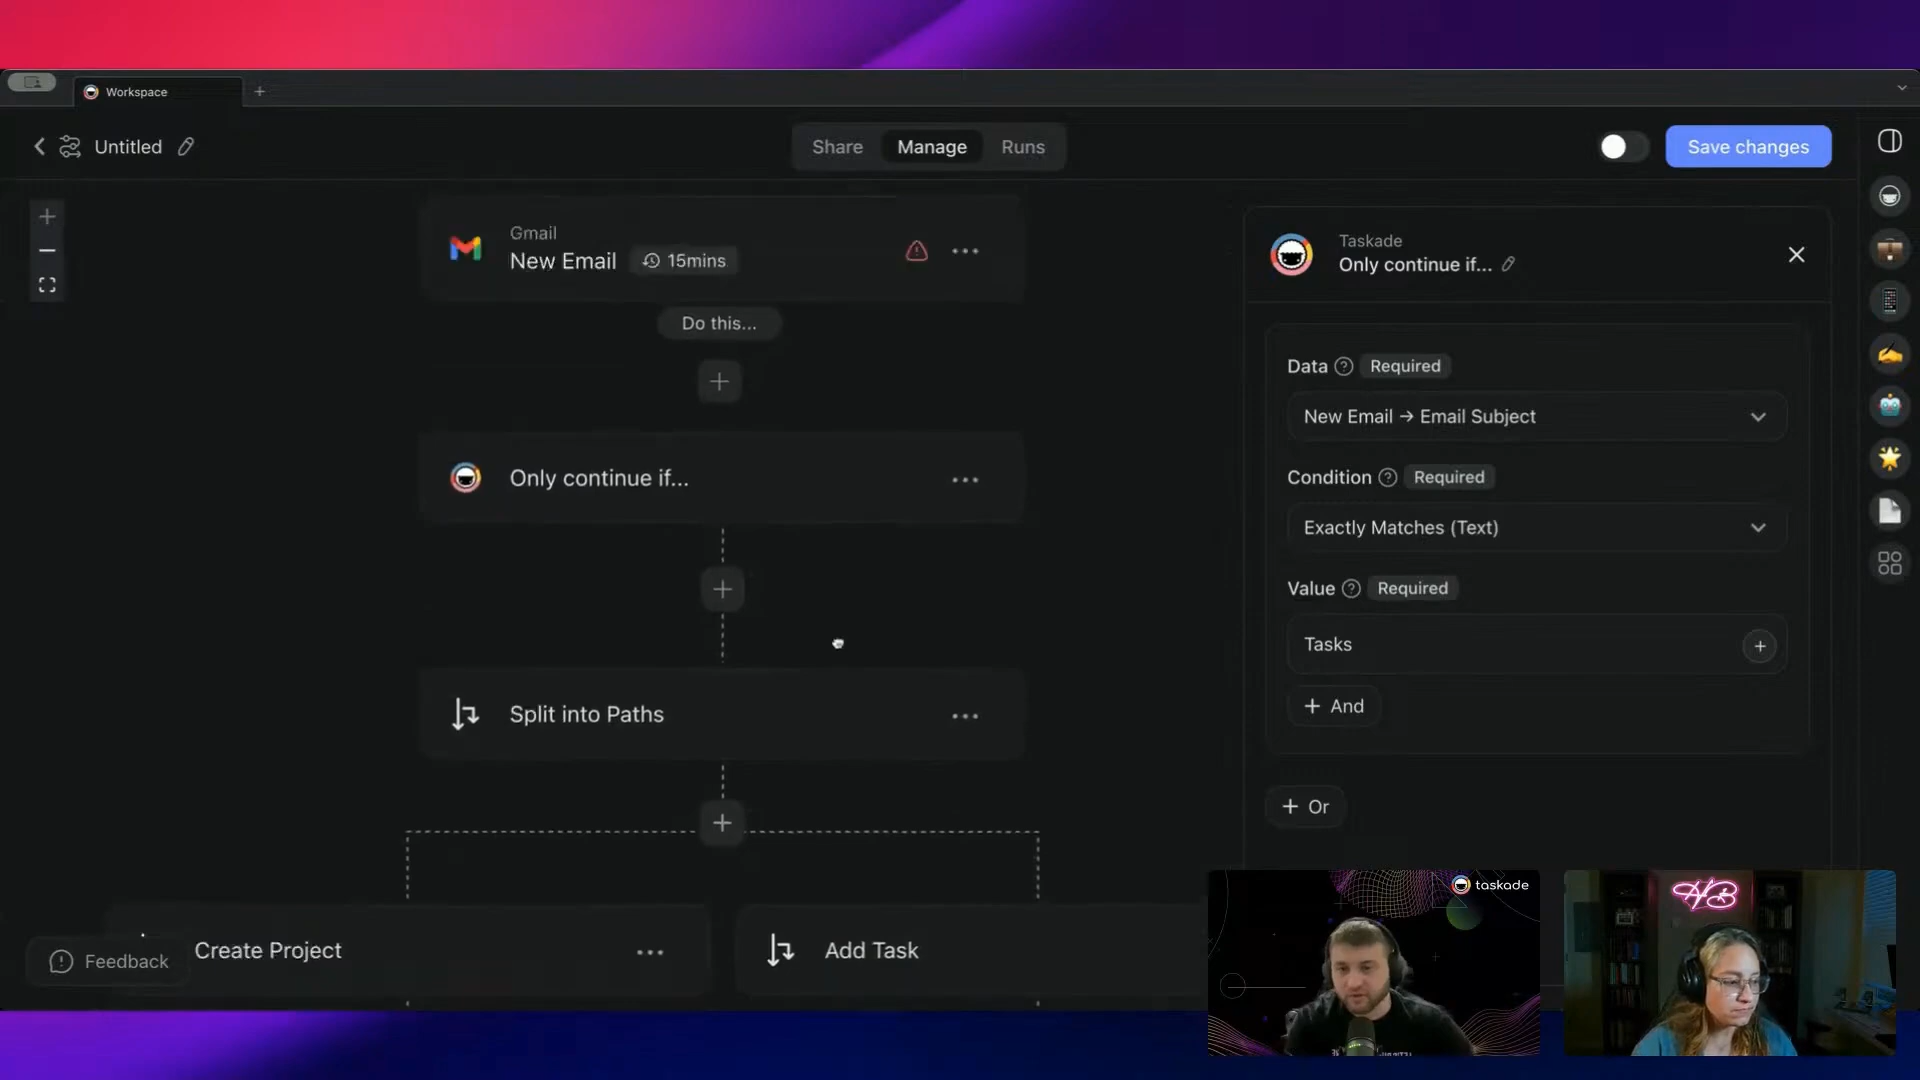 Workspace
Untitled
Share
Manage
Runs
Save changes
Gmail
New Email
15mins
Do this...
Only continue if...
Split into Paths
Create Project
Add Task
Feedback
Taskade
Only continue if...
Data
Required
New Email → Email Subject
Condition
Required
Exactly Matches (Text)
Value
Required
Tasks
+ And
+ Or
taskade
HB